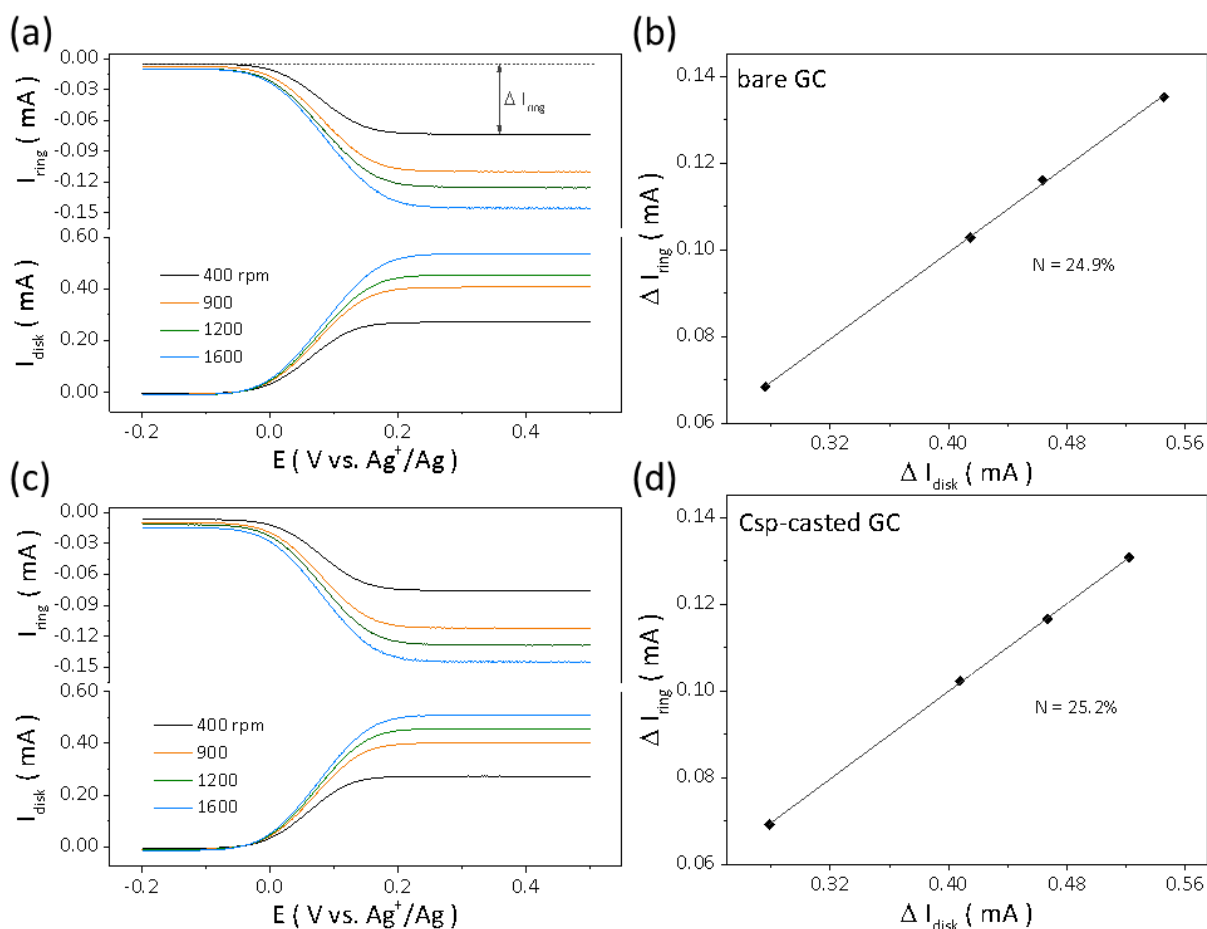 (a)
0.00
-0.03
-0.06
-0.09
-0.12
-0.15
I_ring ( mA )
Δ I_ring
0.60
0.40
0.20
0.00
I_disk ( mA )
400 rpm
900
1200
1600
-0.2
0.0
0.2
0.4
E ( V vs. Ag⁺/Ag )
(b)
bare GC
0.14
0.12
0.10
0.08
0.06
Δ I_ring ( mA )
N = 24.9%
0.32
0.40
0.48
0.56
Δ I_disk ( mA )
(c)
0.00
-0.03
-0.06
-0.09
-0.12
-0.15
I_ring ( mA )
0.60
0.40
0.20
0.00
I_disk ( mA )
400 rpm
900
1200
1600
-0.2
0.0
0.2
0.4
E ( V vs. Ag⁺/Ag )
(d)
Csp-casted GC
0.14
0.12
0.10
0.08
0.06
Δ I_ring ( mA )
N = 25.2%
0.32
0.40
0.48
0.56
Δ I_disk ( mA )